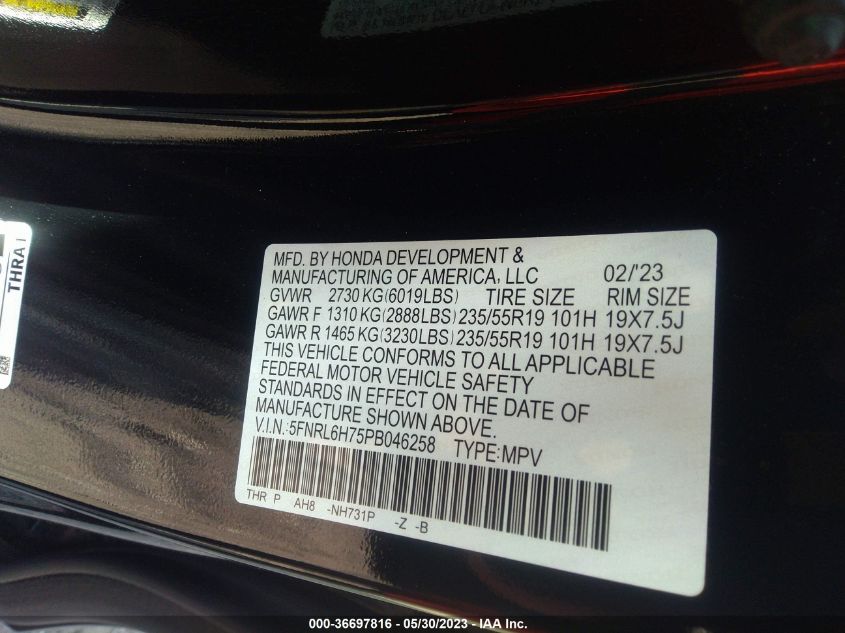 MFD. BY HONDA DEVELOPMENT &
MANUFACTURING OF AMERICA, LLC 02/'23
GVWR 2730 KG(6019LBS) TIRE SIZE RIM SIZE
GAWR F 1310 KG(2888LBS) 235/55R19 101H 19X7.5J
GAWR R 1465 KG(3230LBS) 235/55R19 101H 19X7.5J
THIS VEHICLE CONFORMS TO ALL APPLICABLE
FEDERAL MOTOR VEHICLE SAFETY
STANDARDS IN EFFECT ON THE DATE OF
MANUFACTURE SHOWN ABOVE.
V.I.N.:5FNRL6H75PB046258 TYPE:MPV
THR P AH8 -NH731P -Z -B
THRA
000-36697816 - 05/30/2023 - IAA Inc.